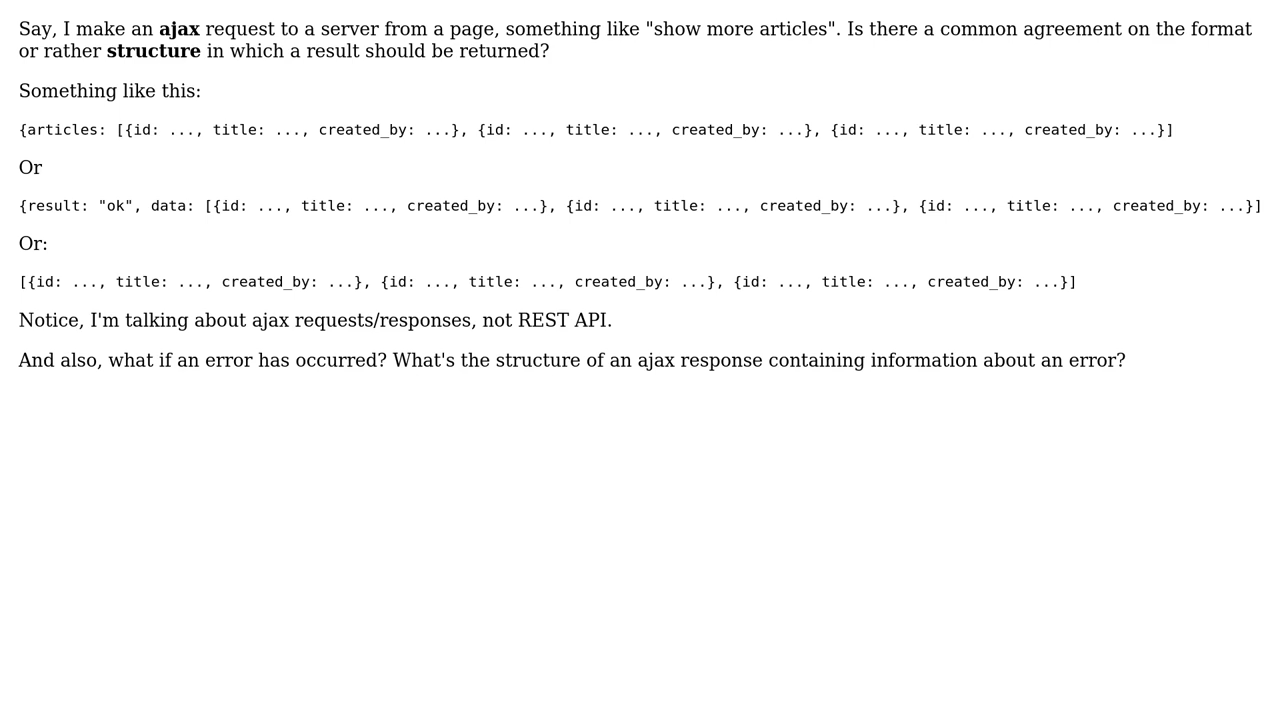 Say, I make an ajax request to a server from a page, something like "show more articles". Is there a common agreement on the format
or rather structure in which a result should be returned?
Something like this:
{articles: [{id: ..., title: ..., created_by: ...}, {id: ..., title: ..., created_by: ...}, {id: ..., title: ..., created_by: ...}]
Or
{result: "ok", data: [{id: ..., title: ..., created_by: ...}, {id: ..., title: ..., created_by: ...}, {id: ..., title: ..., created_by: ...}]
Or:
[{id: ..., title: ..., created_by: ...}, {id: ..., title: ..., created_by: ...}, {id: ..., title: ..., created_by: ...}]
Notice, I'm talking about ajax requests/responses, not REST API.
And also, what if an error has occurred? What's the structure of an ajax response containing information about an error?